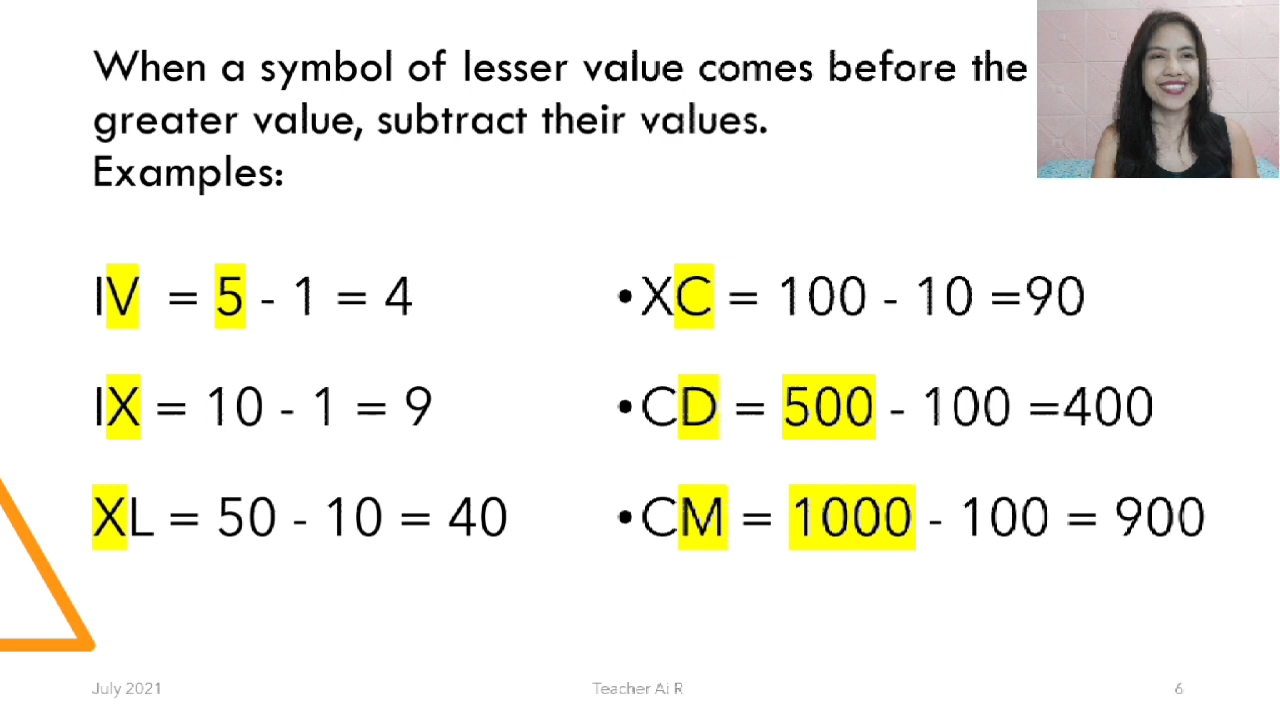 When a symbol of lesser value comes before the
greater value, subtract their values.
Examples:
IV = 5 - 1 = 4
IX = 10 - 1 = 9
XL = 50 - 10 = 40
•XC = 100 - 10 =90
•CD = 500 - 100 =400
•CM = 1000 - 100 = 900
July 2021
Teacher Ai R
6